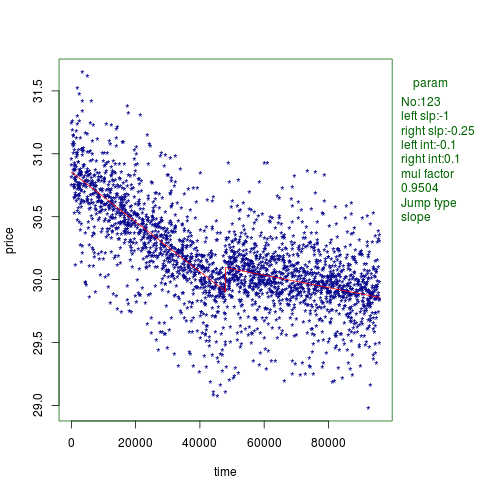 param
No:123
left slp:-1
right slp:-0.25
left int:-0.1
right int:0.1
mul factor
0.9504
Jump type
slope
price
31.5
31.0
30.5
30.0
29.5
29.0
0
20000
40000
60000
80000
time